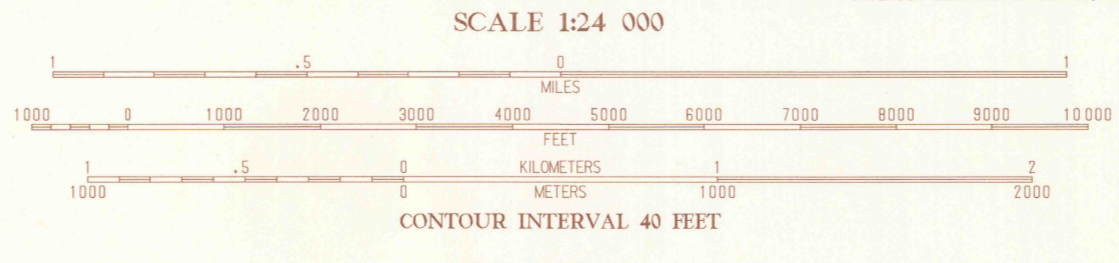 SCALE 1:24 000
1 .5 0 1
MILES
1000 0 1000 2000 3000 4000 5000 6000 7000 8000 9000 10 000
FEET
1 .5 0 KILOMETERS 1 2
1000 0 METERS 1000 2000
CONTOUR INTERVAL 40 FEET